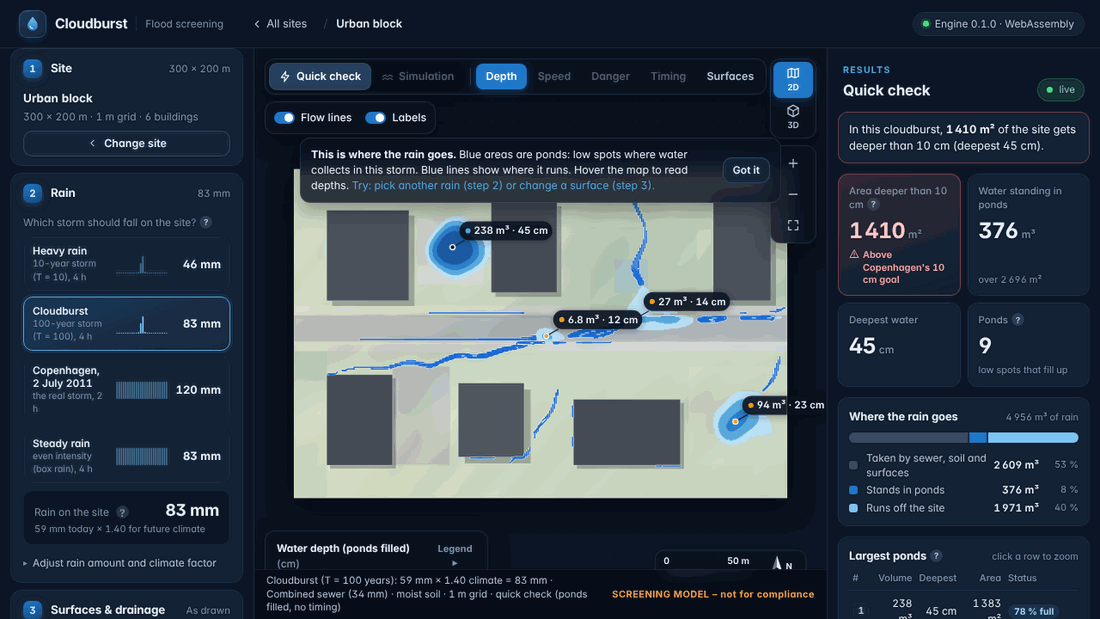 Cloudburst
Flood screening
All sites / Urban block
Engine 0.1.0 · WebAssembly
1 Site 300 × 200 m
Urban block
300 × 200 m · 1 m grid · 6 buildings
Change site
2 Rain 83 mm
Which storm should fall on the site? ?
Heavy rain
10-year storm
(T = 10), 4 h
46 mm
Cloudburst
100-year storm
(T = 100), 4 h
83 mm
Copenhagen,
2 July 2011
the real storm, 2
h
120 mm
Steady rain
even intensity
(box rain), 4 h
83 mm
Rain on the site ? 83 mm
59 mm today × 1.40 for future climate
Adjust rain amount and climate factor
3 Surfaces & drainage As drawn
Quick check
Simulation
Depth
Speed
Danger
Timing
Surfaces
2D
3D
Flow lines
Labels
This is where the rain goes. Blue areas are ponds: low spots where water
collects in this storm. Blue lines show where it runs. Hover the map to read
depths. Try: pick another rain (step 2) or change a surface (step 3).
Got it
238 m³ · 45 cm
27 m³ · 14 cm
6.8 m³ · 12 cm
94 m³ · 23 cm
Water depth (ponds filled)
(cm)
Legend
0 50 m
N
Cloudburst (T = 100 years): 59 mm × 1.40 climate = 83 mm ·
Combined sewer (34 mm) · moist soil · 1 m grid · quick check (ponds
filled, no timing)
SCREENING MODEL – not for compliance
RESULTS
Quick check
live
In this cloudburst, 1 410 m² of the site gets
deeper than 10 cm (deepest 45 cm).
Area deeper than 10
cm ?
1 410 m²
Above
Copenhagen's 10
cm goal
Water standing in
ponds
376 m³
over 2 696 m²
Deepest water
45 cm
Ponds ?
9
low spots that fill up
Where the rain goes 4 956 m³ of rain
Taken by sewer, soil and
surfaces
2 609 m³ 53 %
Stands in ponds 376 m³ 8 %
Runs off the site 1 971 m³ 40 %
Largest ponds ? click a row to zoom
# Volume Deepest Area Status
1 238
m³
45 cm 1 383
m²
78 % full